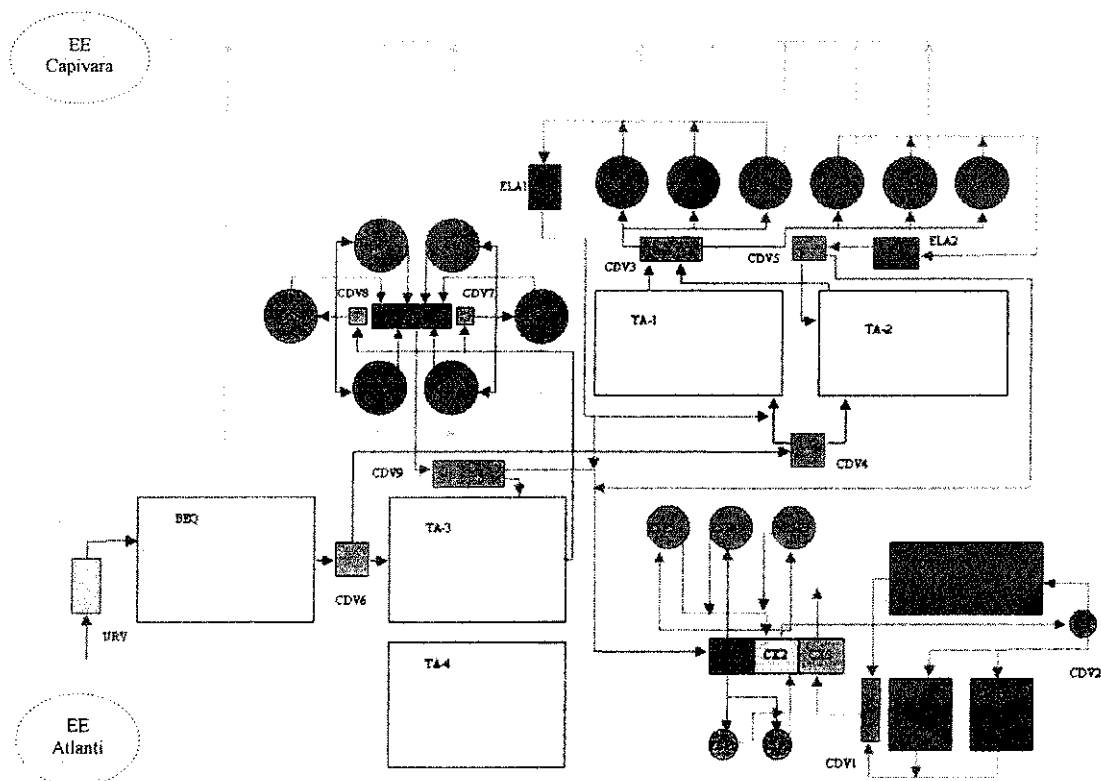 EE
Capivara
ELA1
ELA2
CDV3
CDV5
CDV8
CDV7
TA-1
TA-2
CDV4
CDV9
BEQ
TA-3
CDV6
URV
CX2
TA-4
CDV2
EE
Atlanti
CDV1